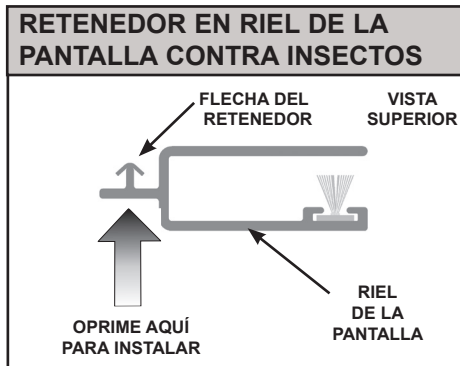 RETENEDOR EN RIEL DE LA
PANTALLA CONTRA INSECTOS
FLECHA DEL
RETENEDOR
VISTA
SUPERIOR
OPRIME AQUÍ
PARA INSTALAR
RIEL
DE LA
PANTALLA